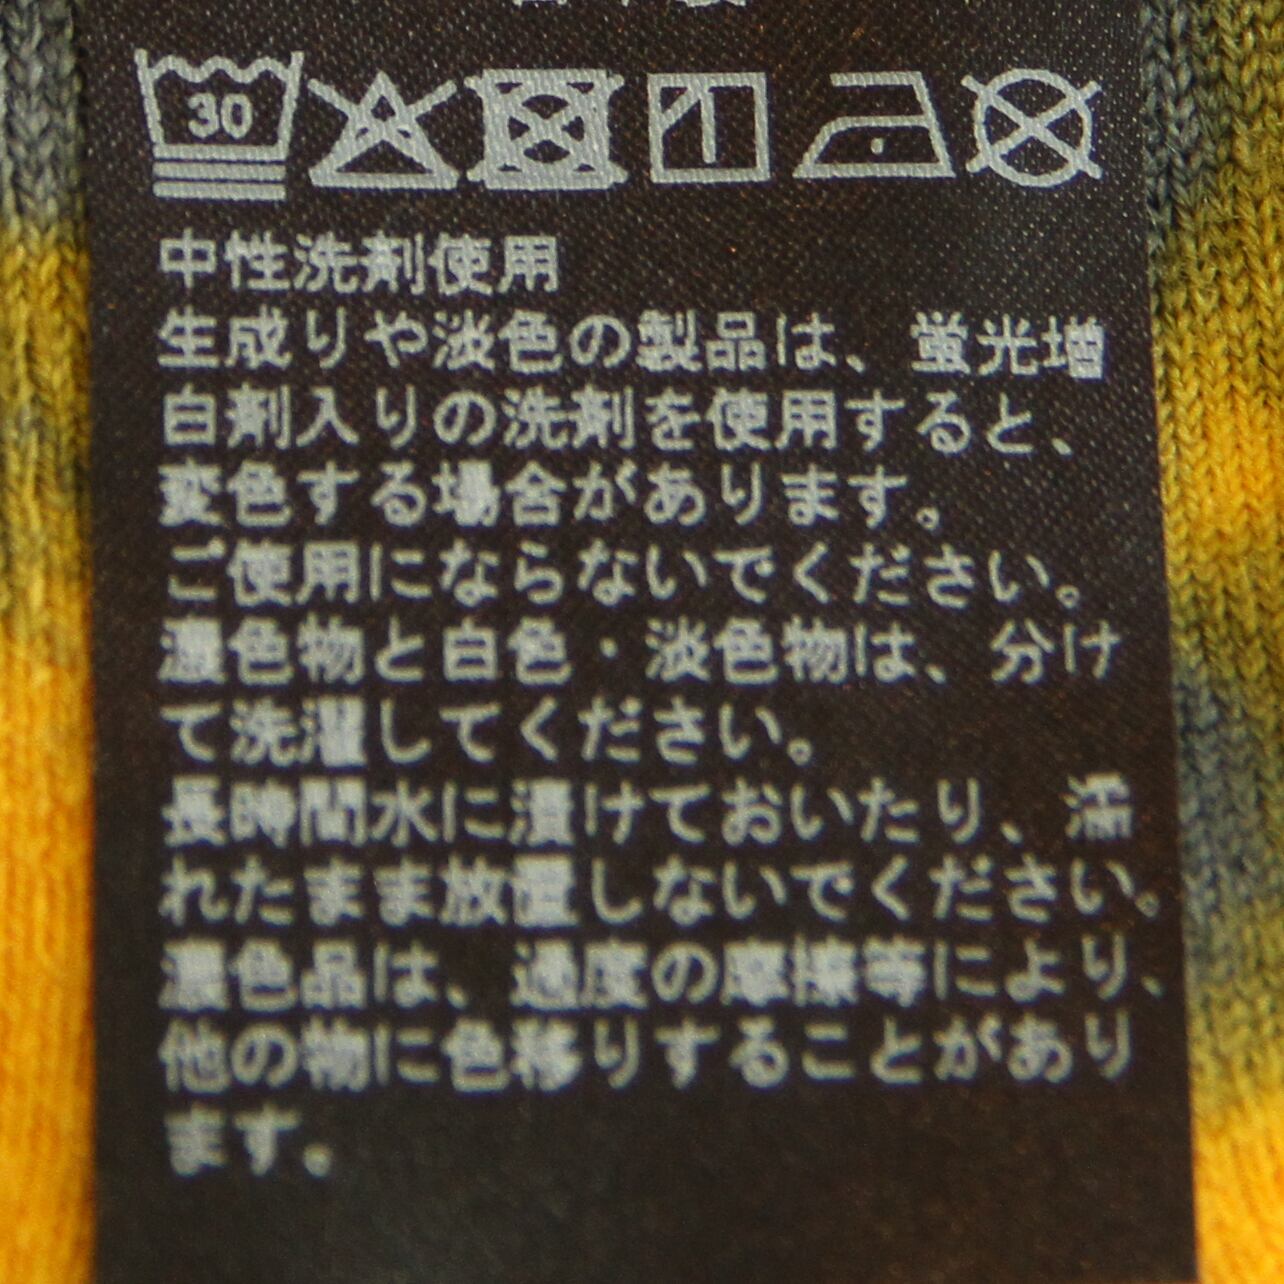 30
中性洗剤使用
生成りや淡色の製品は、蛍光増
白剤入りの洗剤を使用すると、
変色する場合があります。
ご使用にならないでください。
濃色物と白色・淡色物は、分け
て洗濯してください。
長時間水に漬けておいたり、濡
れたまま放置しないでください。
濃色品は、過度の摩擦等により、
他の物に色移りすることがあり
ます。